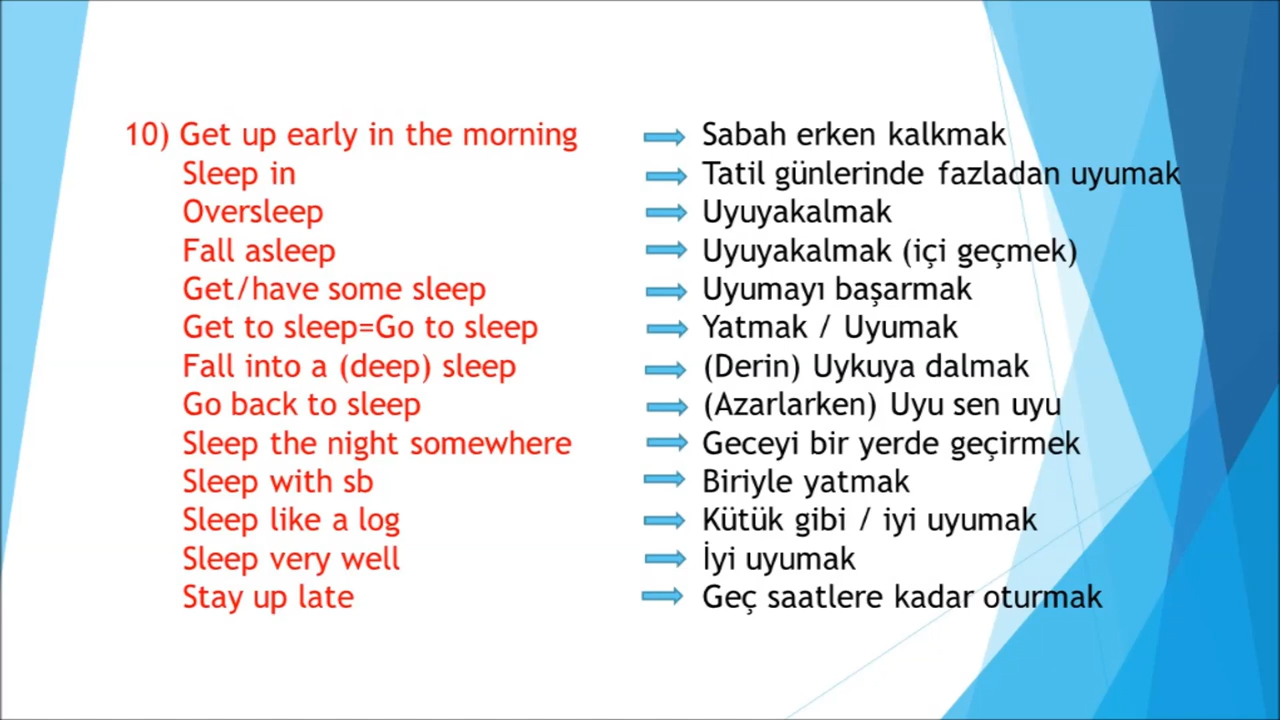 10) Get up early in the morning Sabah erken kalkmak
Sleep in Tatil günlerinde fazladan uyumak
Oversleep Uyuyakalmak
Fall asleep Uyuyakalmak (içi geçmek)
Get/have some sleep Uyumayı başarmak
Get to sleep=Go to sleep Yatmak / Uyumak
Fall into a (deep) sleep (Derin) Uykuya dalmak
Go back to sleep (Azarlarken) Uyu sen uyu
Sleep the night somewhere Geceyi bir yerde geçirmek
Sleep with sb Biriyle yatmak
Sleep like a log Kütük gibi / iyi uyumak
Sleep very well İyi uyumak
Stay up late Geç saatlere kadar oturmak